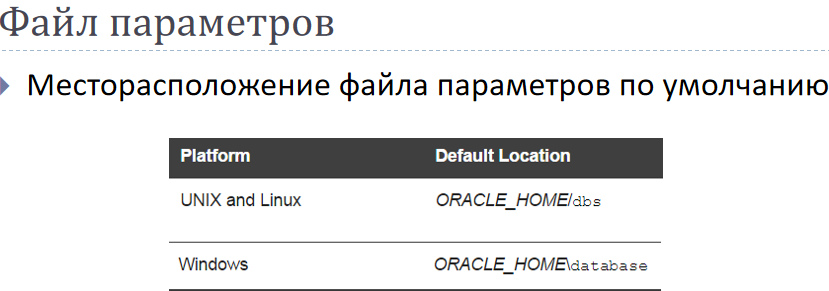 Файл параметров
Месторасположение файла параметров по умолчанию
Platform Default Location
UNIX and Linux ORACLE_HOME/dbs
Windows ORACLE_HOME\database